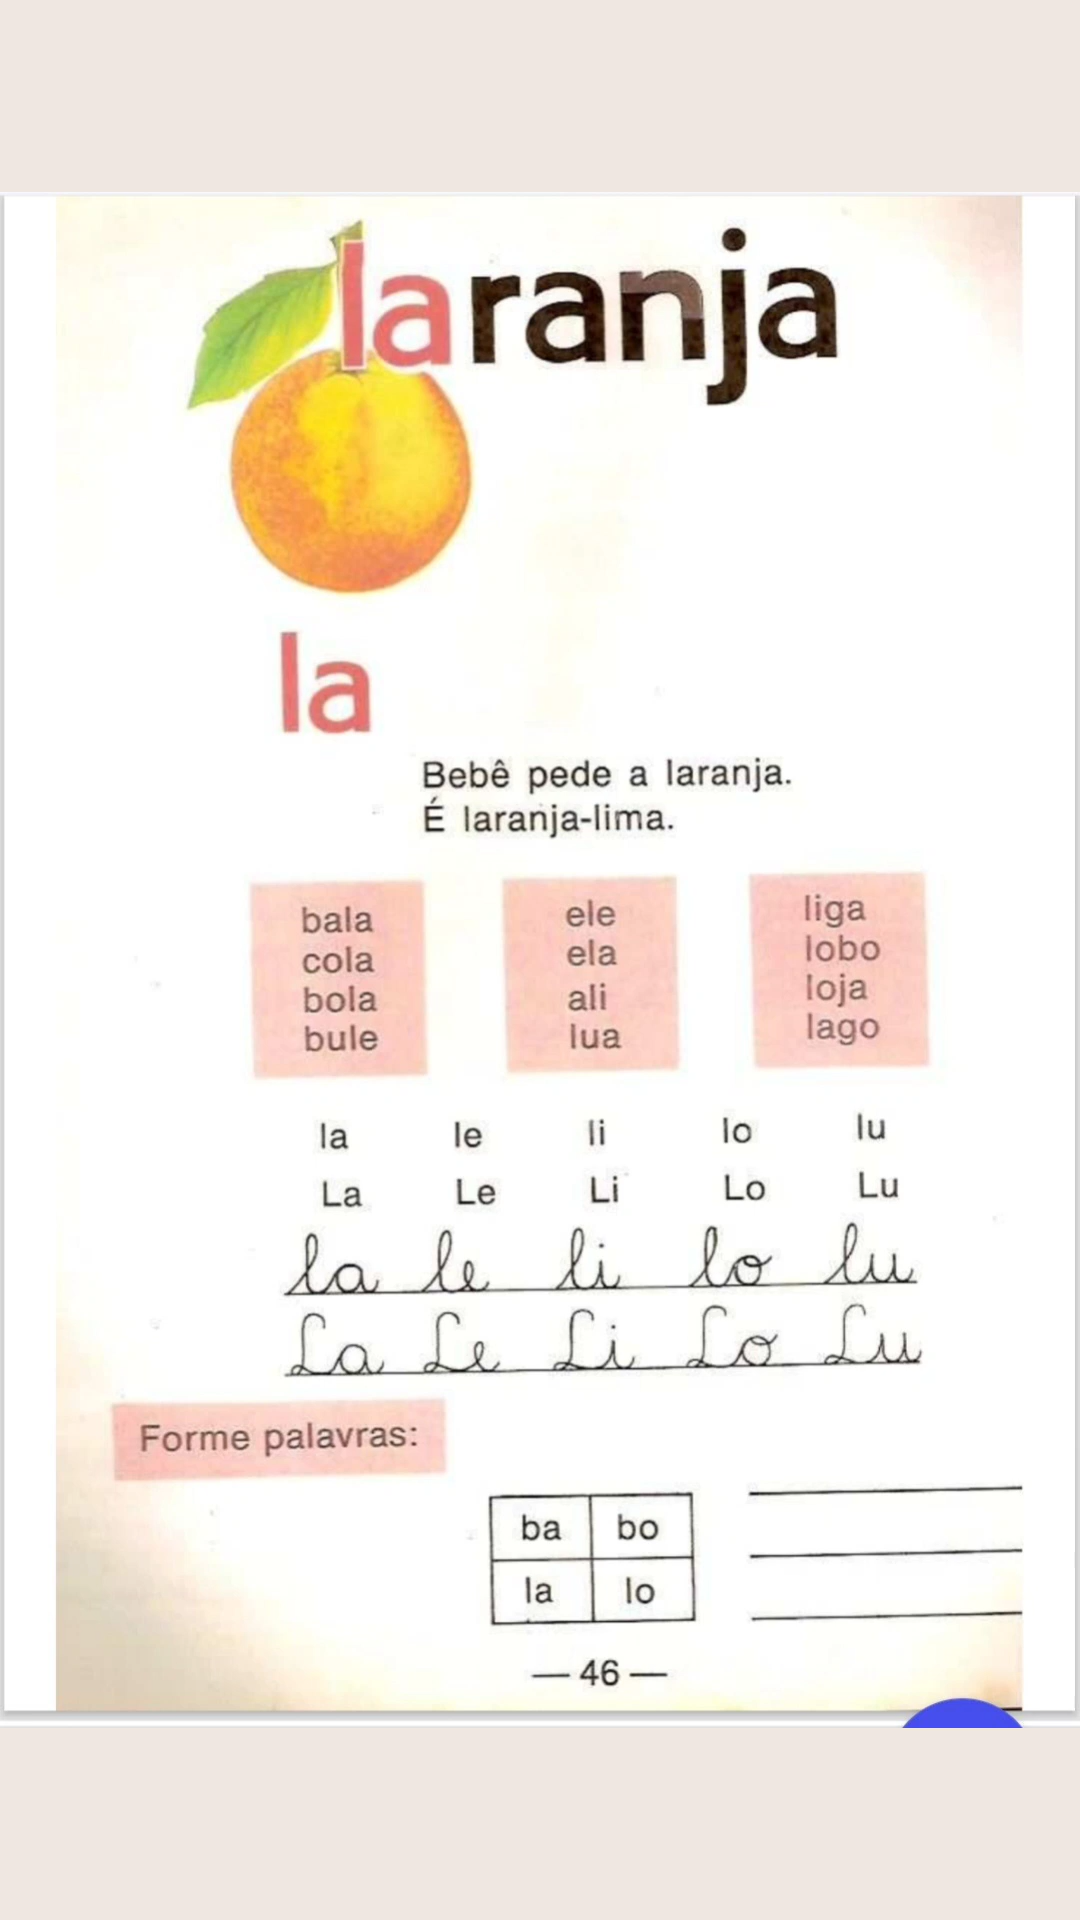 laranja
la
Bebê pede a laranja.
É laranja-lima.
bala
cola
bola
bule
ele
ela
ali
lua
liga
lobo
loja
lago
la le li lo lu
La Le Li Lo Lu
la le li lo lu
La Le Li Lo Lu
Forme palavras:
ba bo
la lo
— 46 —